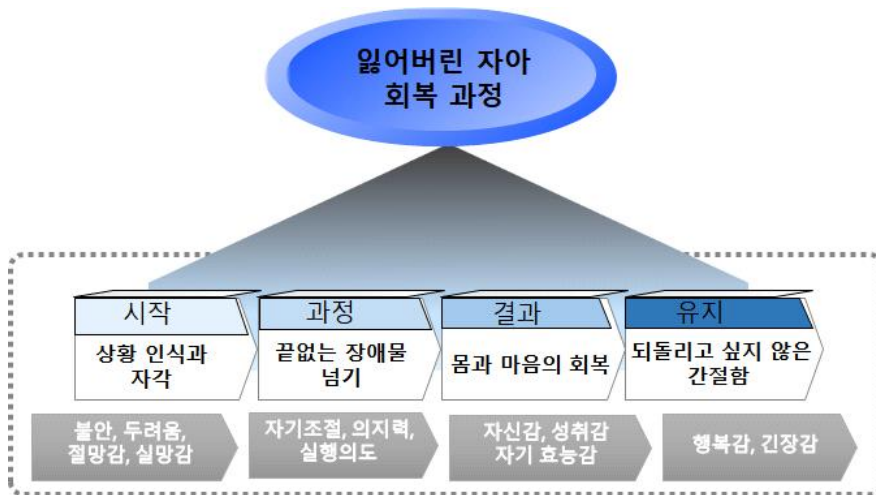 잃어버린 자아
회복 과정
시작
상황 인식과
자각
과정
끝없는 장애물
넘기
결과
몸과 마음의 회복
유지
되돌리고 싶지 않은
간절함
불안, 두려움,
절망감, 실망감
자기조절, 의지력,
실행의도
자신감, 성취감
자기 효능감
행복감, 긴장감